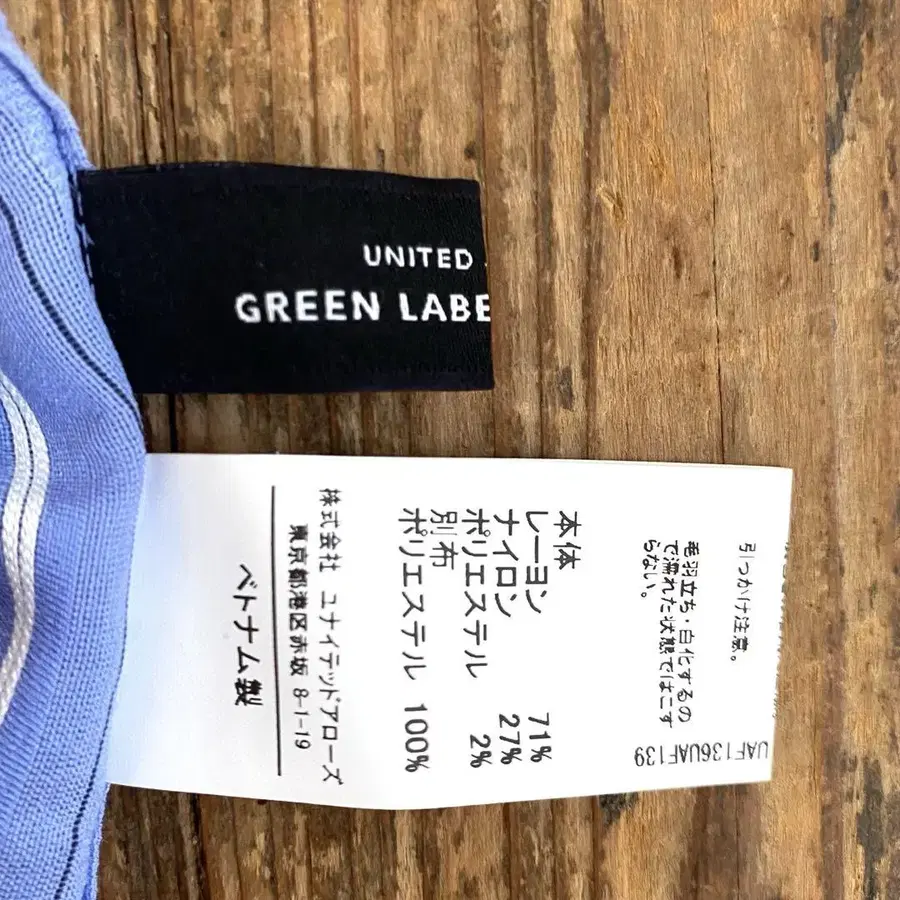 UNITED
GREEN LABE
引つかけ注意。
毛羽立ち・白化するの
で濡れた状態ではこす
らない。
UAF136UAF139
本体
レーヨン 71%
ナイロン 27%
ポリエステル 2%
別布
ポリエステル 100%
株式会社 ユナイテッドアローズ
東京都港区赤坂 8-1-19
ベトナム製